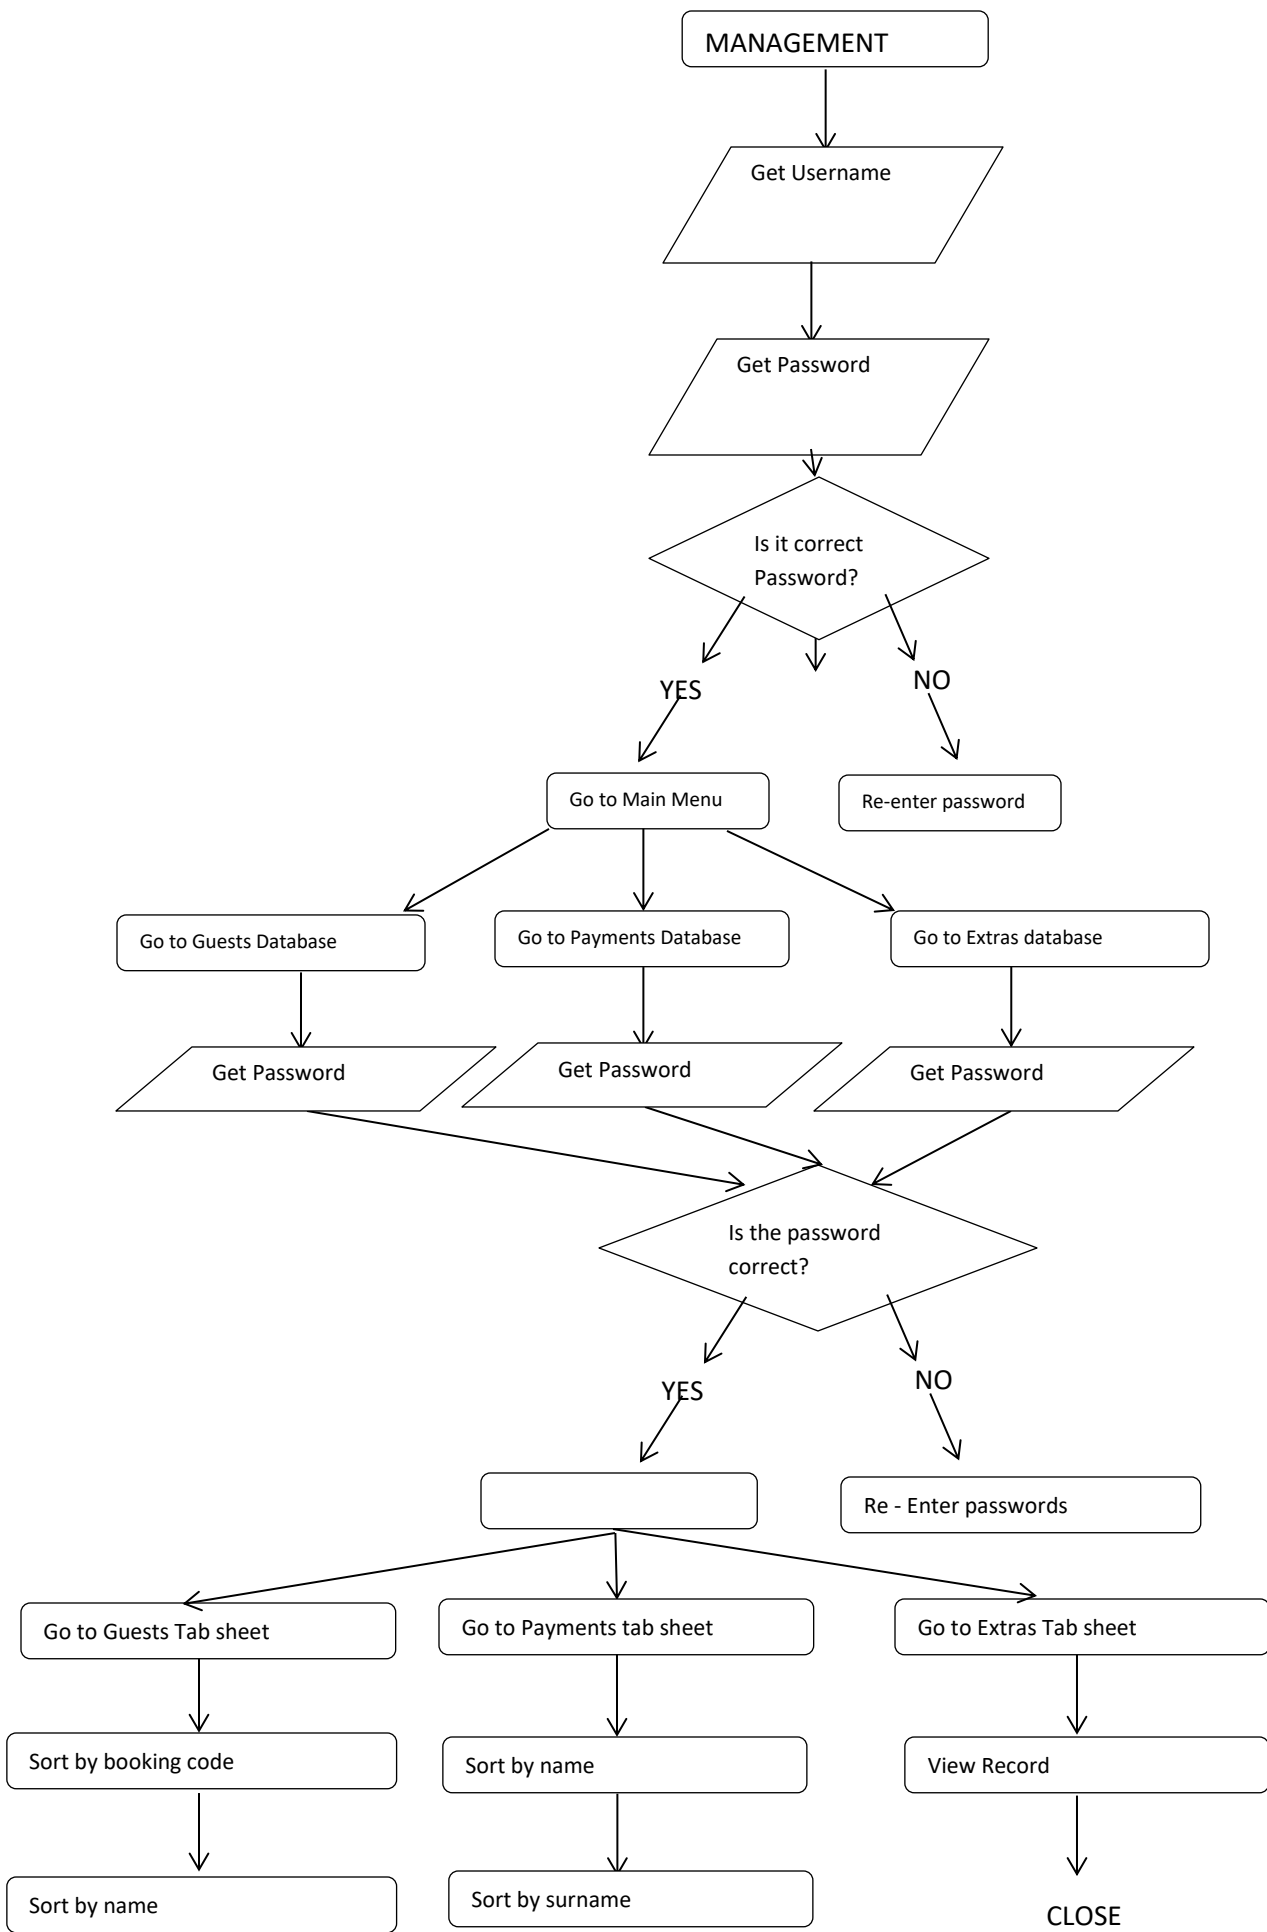 MANAGEMENT
Get Username
Get Password
Is it correct
Password?
YES
NO
Go to Main Menu
Re-enter password
Go to Guests Database
Go to Payments Database
Go to Extras database
Get Password
Get Password
Get Password
Is the password
correct?
YES
NO
Re - Enter passwords
Go to Guests Tab sheet
Go to Payments tab sheet
Go to Extras Tab sheet
Sort by booking code
Sort by name
View Record
Sort by name
Sort by surname
CLOSE